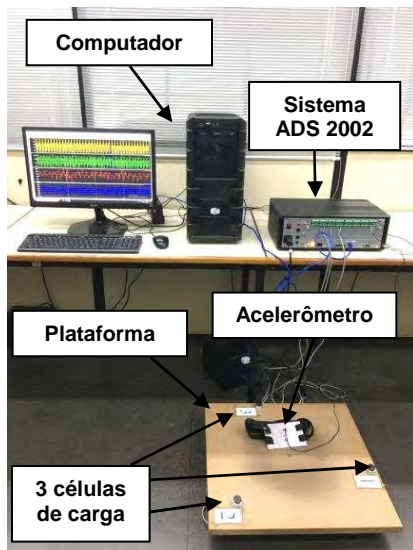 Computador
Sistema
ADS 2002
Acelerômetro
Plataforma
3 células
de carga